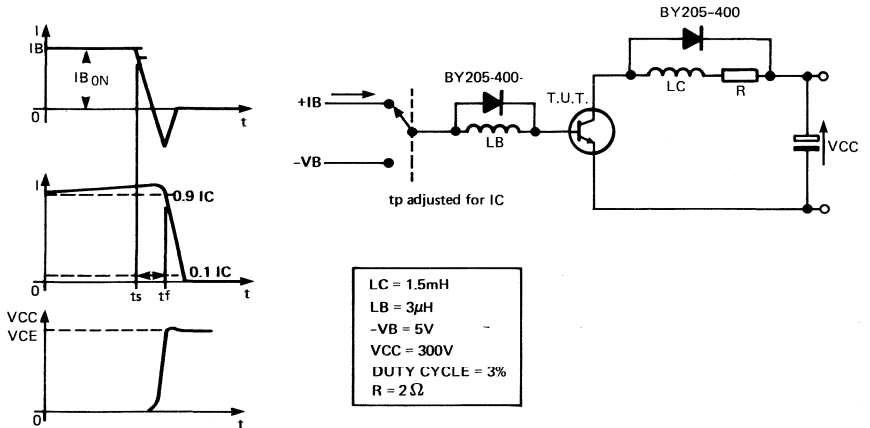 I
IB
IB ON
0
t
I
0.9 IC
0.1 IC
0
ts
tf
t
VCC
VCE
0
t
BY205-400
LC
R
BY205-400-
T.U.T.
+IB
LB
-VB
VCC
tp adjusted for IC
LC = 1.5mH
LB = 3µH
-VB = 5V
VCC = 300V
DUTY CYCLE = 3%
R = 2 Ω